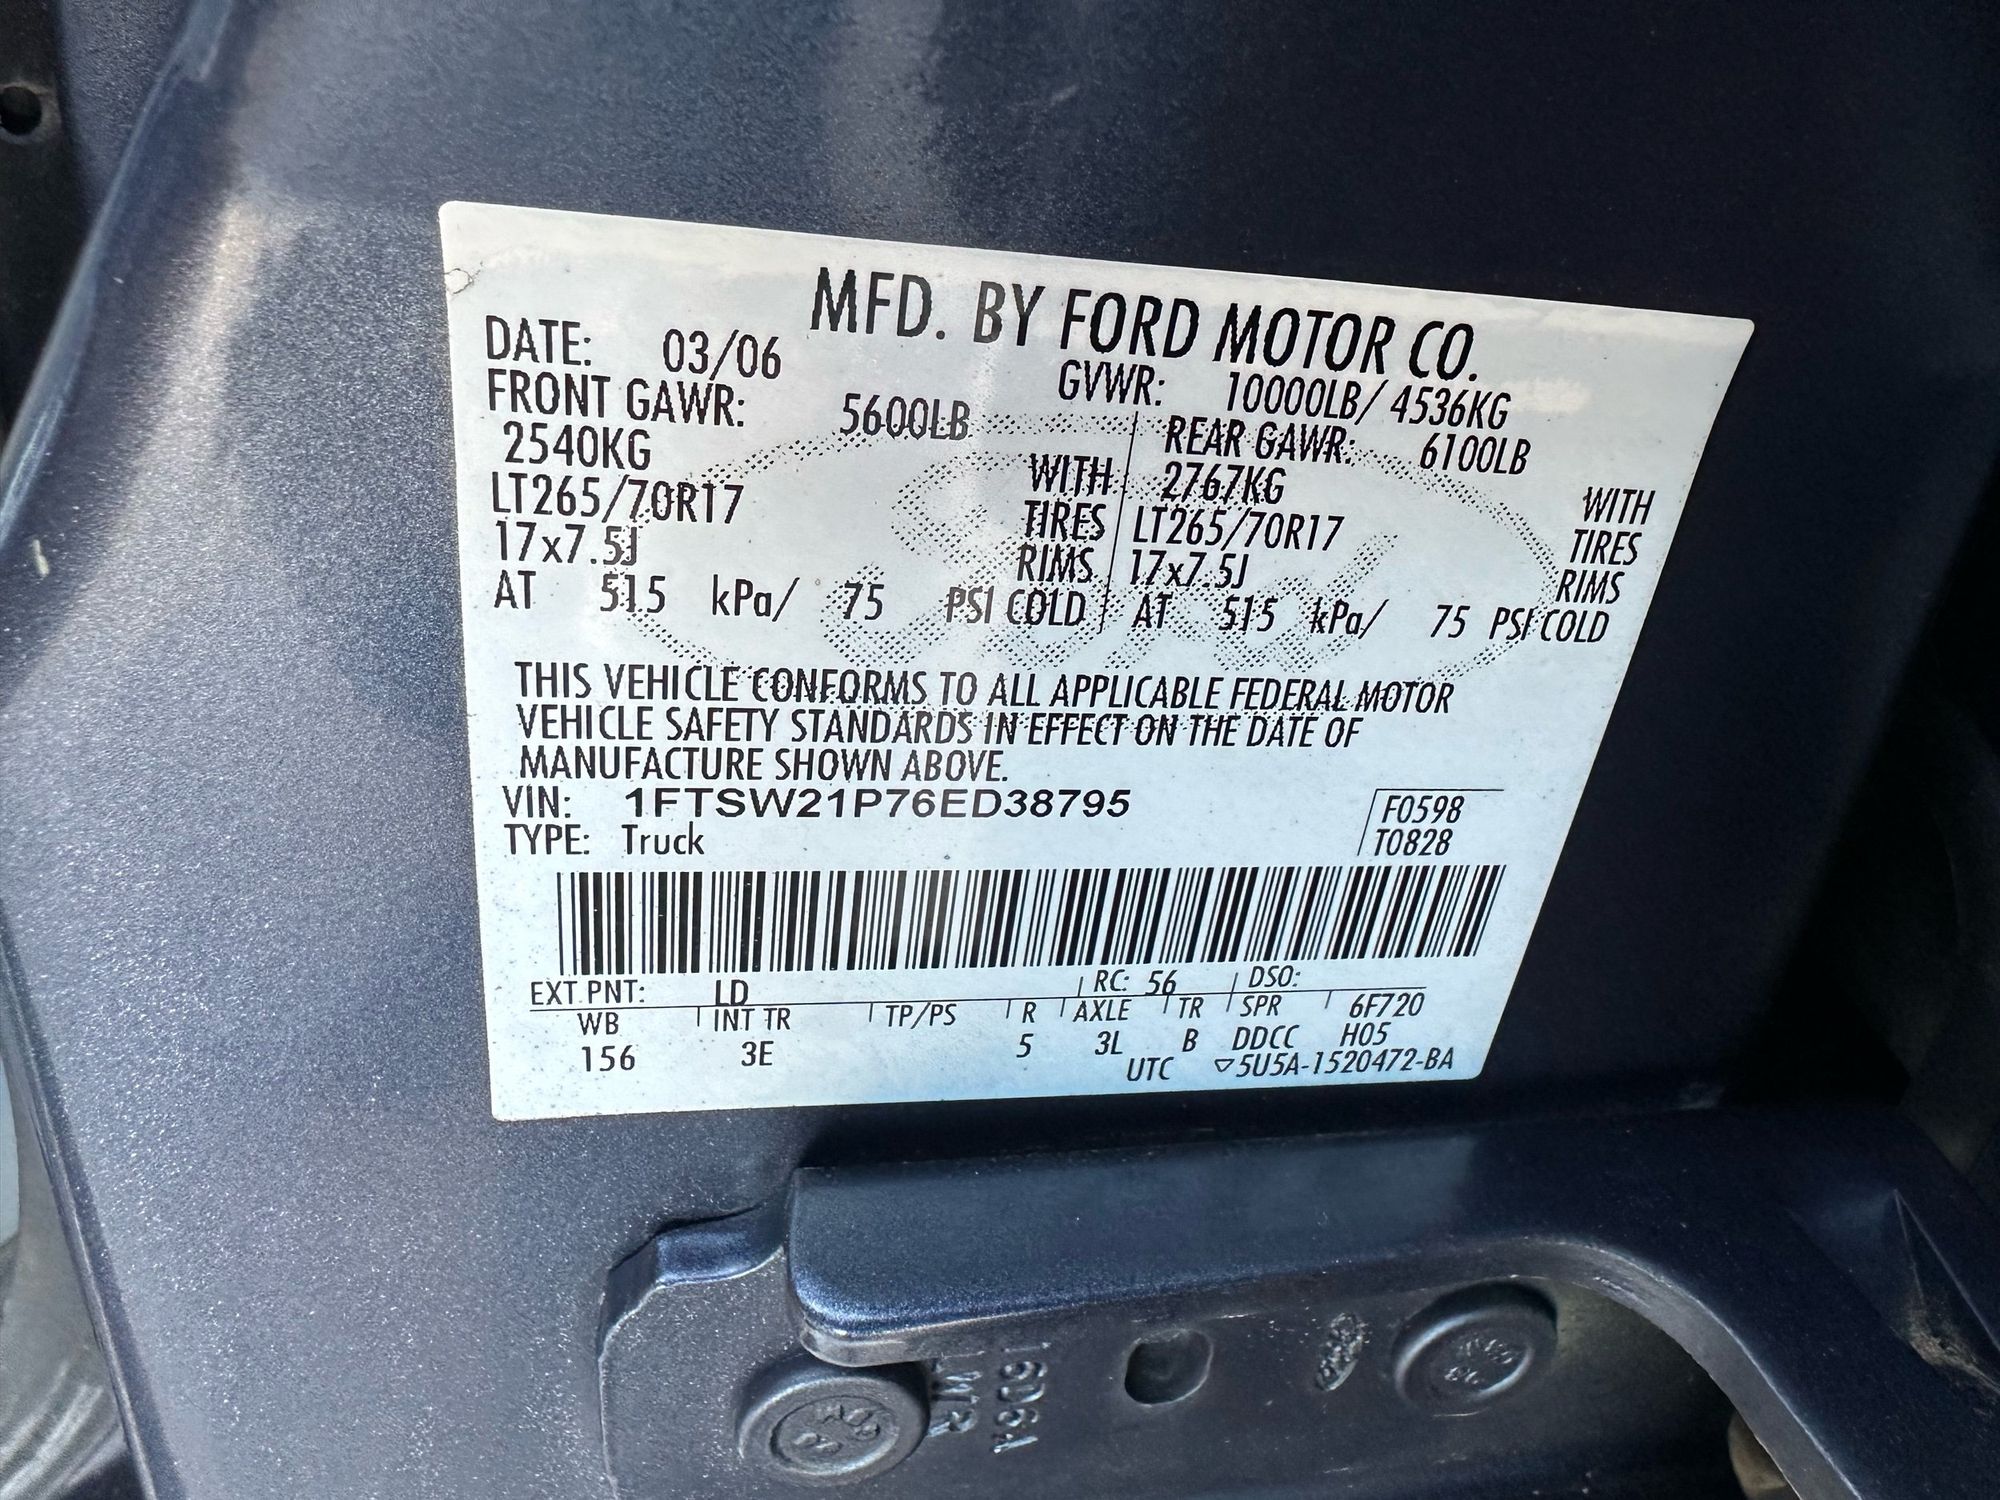 MFD. BY FORD MOTOR CO.
DATE: 03/06 GVWR: 10000LB/ 4536KG
FRONT GAWR: 5600LB REAR GAWR: 6100LB
2540KG WITH 2767KG WITH
LT265/70R17 TIRES LT265/70R17 TIRES
17x7.5J RIMS 17x7.5J RIMS
AT 515 kPa/ 75 PSI COLD AT 515 kPa/ 75 PSI COLD
THIS VEHICLE CONFORMS TO ALL APPLICABLE FEDERAL MOTOR
VEHICLE SAFETY STANDARDS IN EFFECT ON THE DATE OF
MANUFACTURE SHOWN ABOVE.
VIN: 1FTSW21P76ED38795 F0598
TYPE: Truck T0828
EXT PNT: LD RC: 56 DSO:
WB INT TR TP/PS R AXLE TR SPR 6F720
156 3E 5 3L B DDCC H05
UTC ▽5U5A-1520472-BA
16D64
LWR